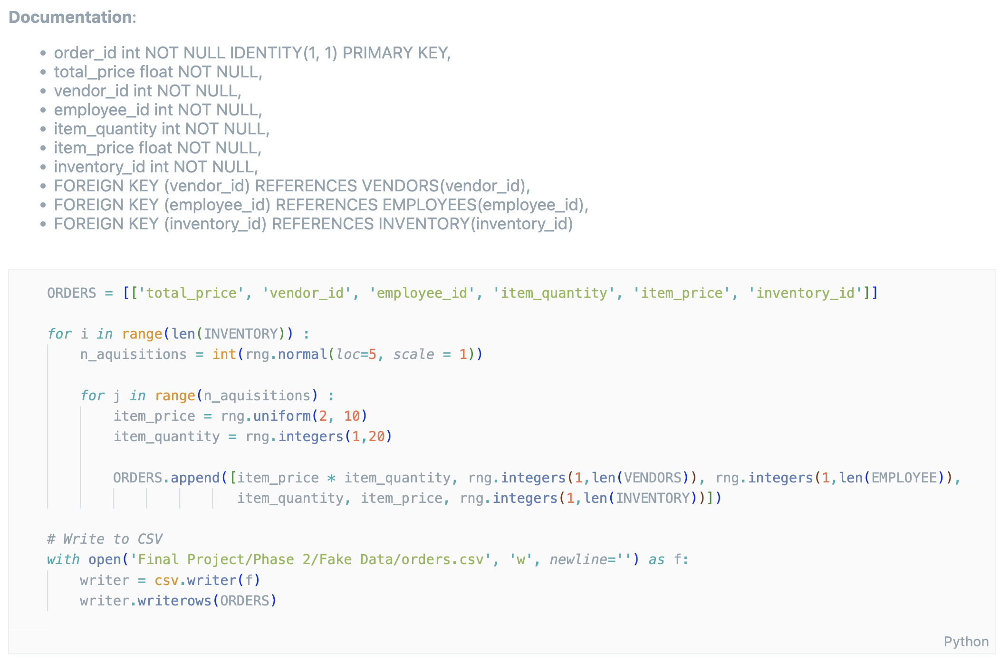 Documentation:
• order_id int NOT NULL IDENTITY(1, 1) PRIMARY KEY,
• total_price float NOT NULL,
• vendor_id int NOT NULL,
• employee_id int NOT NULL,
• item_quantity int NOT NULL,
• item_price float NOT NULL,
• inventory_id int NOT NULL,
• FOREIGN KEY (vendor_id) REFERENCES VENDORS(vendor_id),
• FOREIGN KEY (employee_id) REFERENCES EMPLOYEES(employee_id),
• FOREIGN KEY (inventory_id) REFERENCES INVENTORY(inventory_id)
ORDERS = [['total_price', 'vendor_id', 'employee_id', 'item_quantity', 'item_price', 'inventory_id']]
for i in range(len(INVENTORY)) :
    n_aquisitions = int(rng.normal(loc=5, scale = 1))
    for j in range(n_aquisitions) :
        item_price = rng.uniform(2, 10)
        item_quantity = rng.integers(1,20)
        ORDERS.append([item_price * item_quantity, rng.integers(1,len(VENDORS)), rng.integers(1,len(EMPLOYEE)),
                       item_quantity, item_price, rng.integers(1,len(INVENTORY))])
# Write to CSV
with open('Final Project/Phase 2/Fake Data/orders.csv', 'w', newline='') as f:
    writer = csv.writer(f)
    writer.writerows(ORDERS)
Python